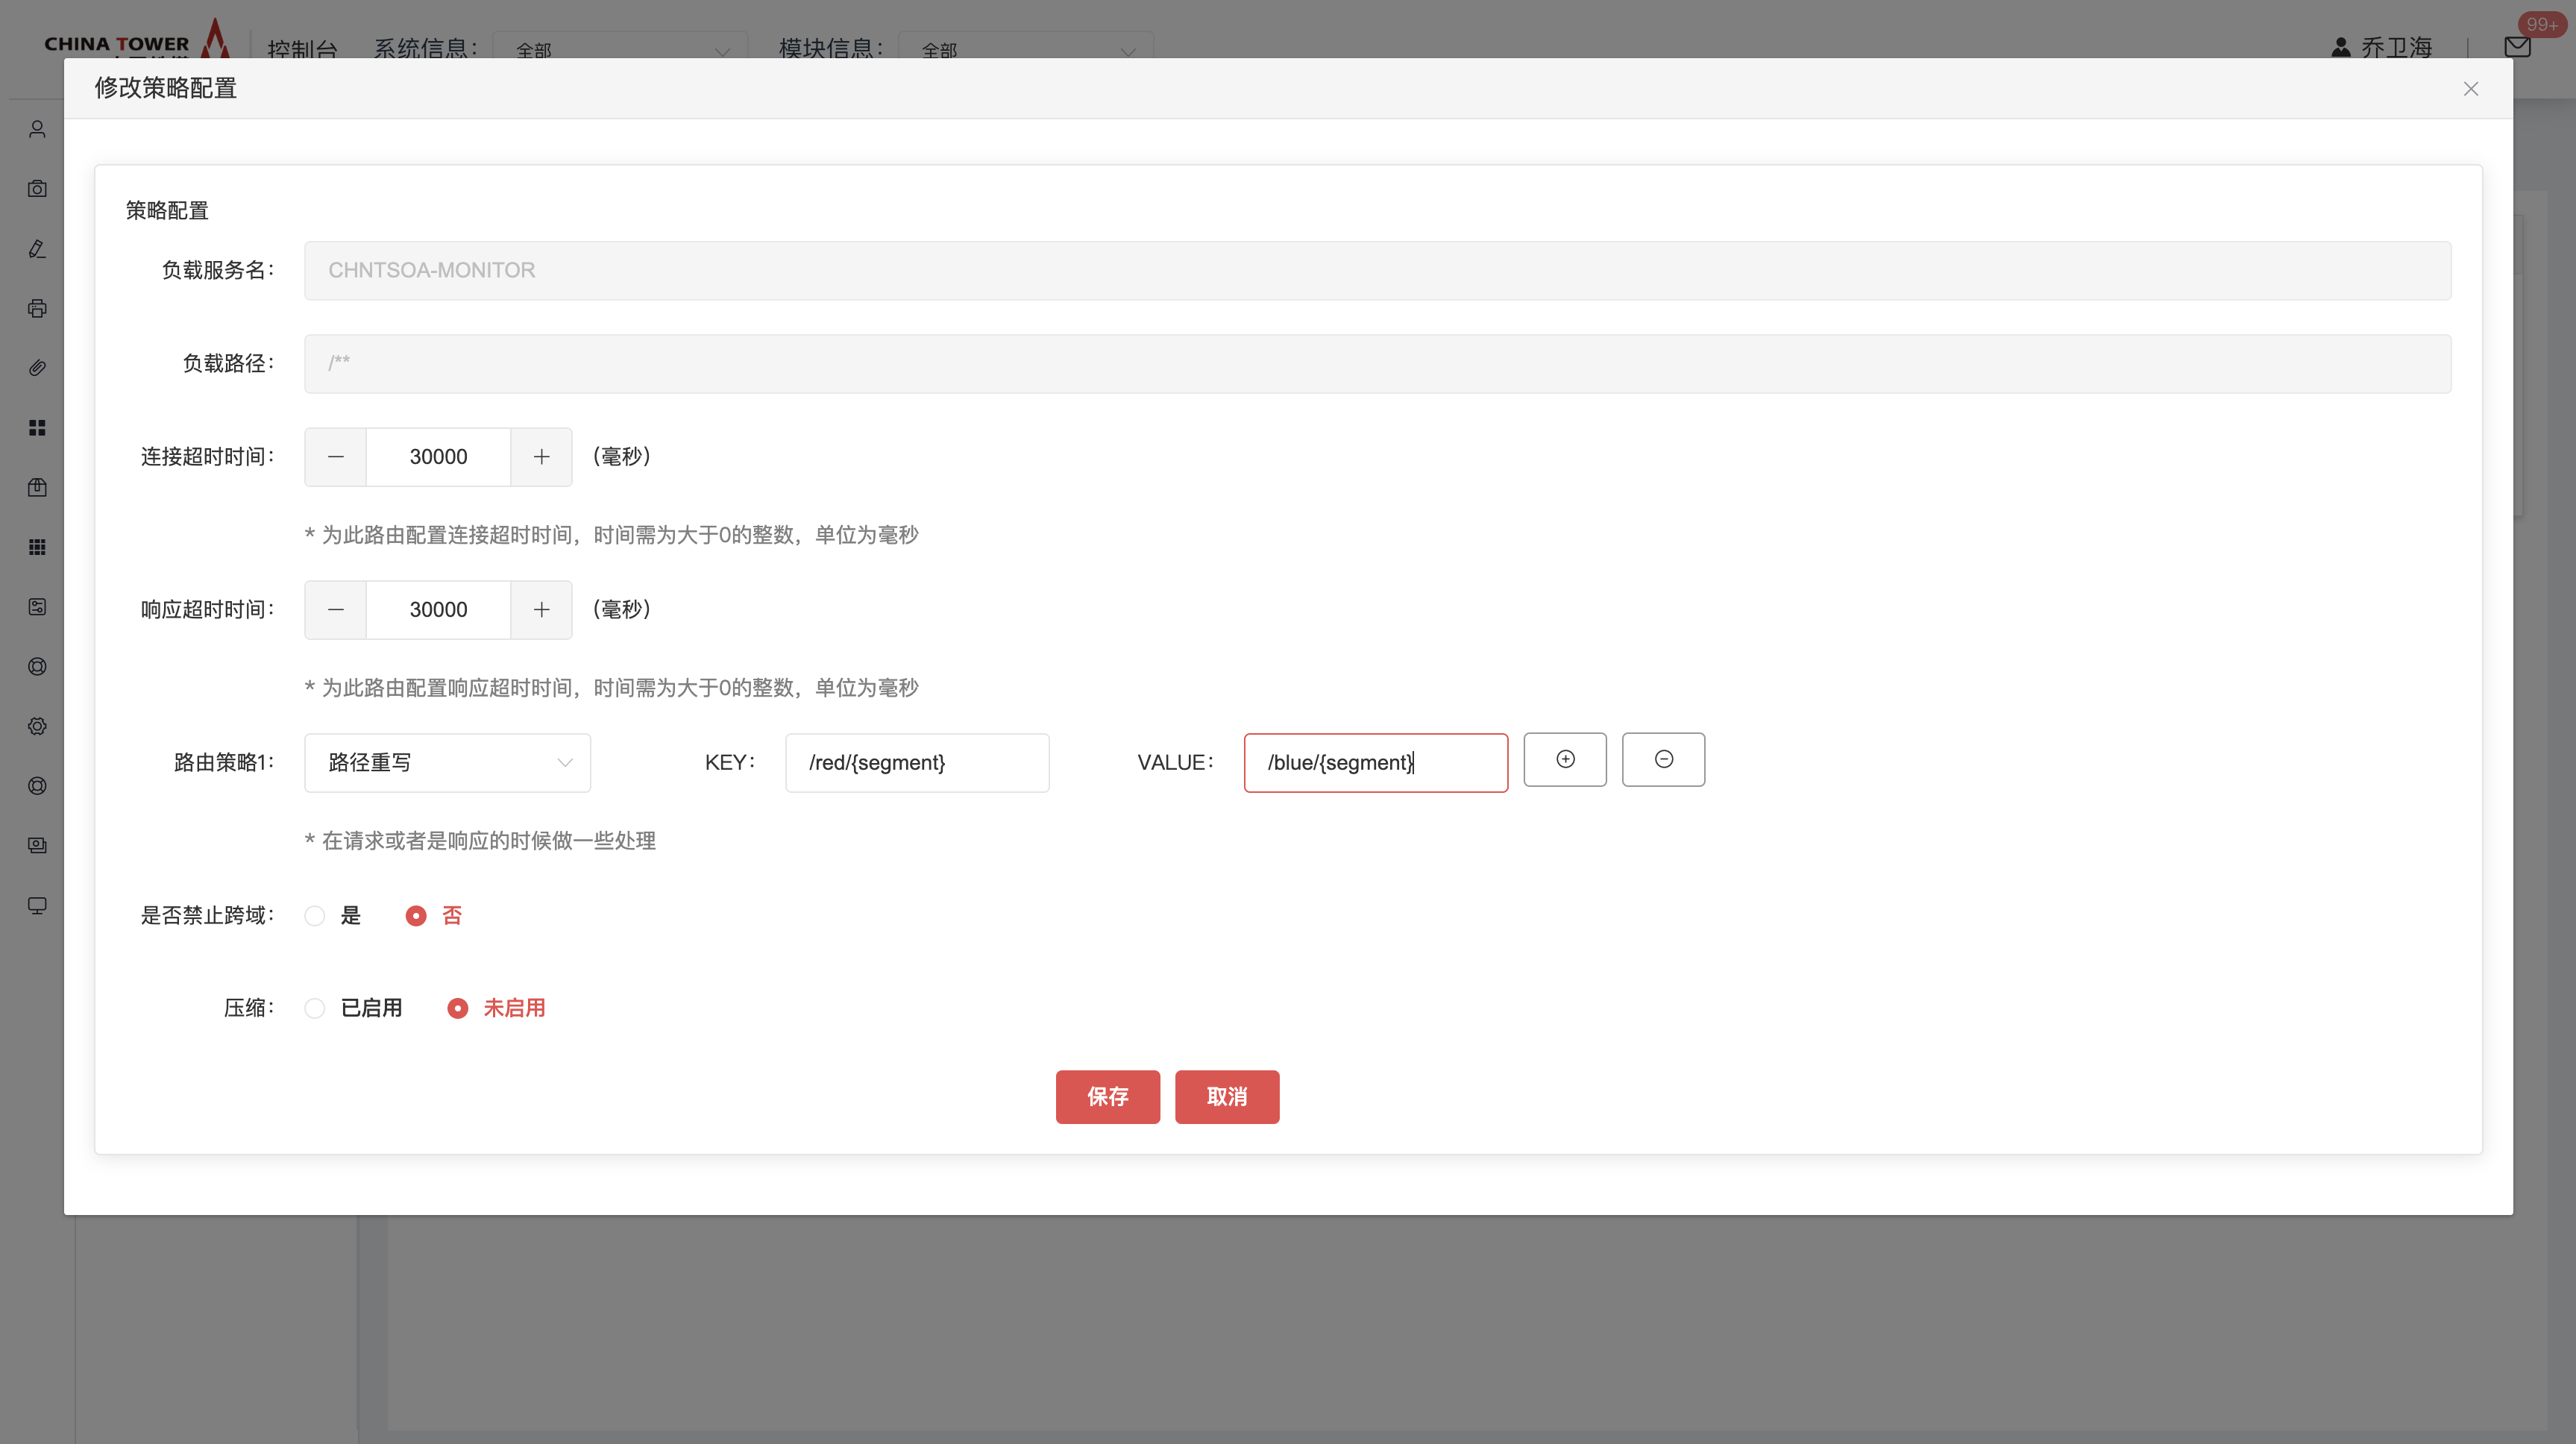 CHINA TOWER
控制台
系统信息：
全部
模块信息：
全部
乔卫海
99+
修改策略配置
策略配置
负载服务名：
CHNTSOA-MONITOR
负载路径：
/**
连接超时时间：
30000
（毫秒）
* 为此路由配置连接超时时间，时间需为大于0的整数，单位为毫秒
响应超时时间：
30000
（毫秒）
* 为此路由配置响应超时时间，时间需为大于0的整数，单位为毫秒
路由策略1：
路径重写
KEY：
/red/{segment}
VALUE：
/blue/{segment}
* 在请求或者是响应的时候做一些处理
是否禁止跨域：
是
否
压缩：
已启用
未启用
保存
取消